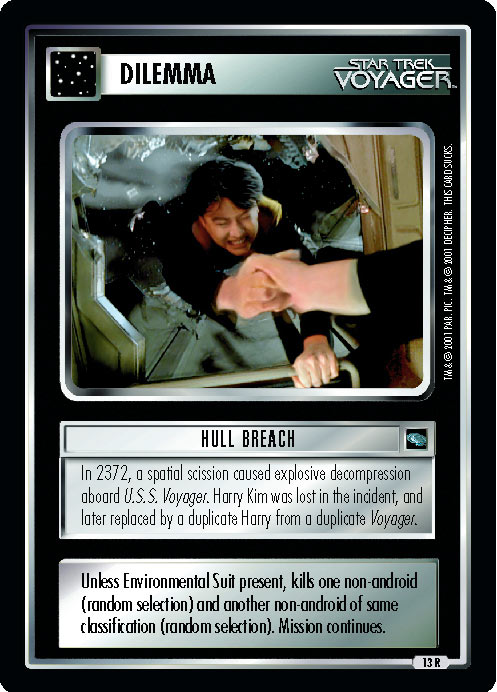 DILEMMA
STAR TREK
VOYAGER™
TM & © 2001 PAR. PIC. TM & © 2001 DECIPHER. THIS CARD SUCKS.
HULL BREACH
In 2372, a spatial scission caused explosive decompression
aboard U.S.S. Voyager. Harry Kim was lost in the incident, and
later replaced by a duplicate Harry from a duplicate Voyager.
Unless Environmental Suit present, kills one non-android
(random selection) and another non-android of same
classification (random selection). Mission continues.
13 R